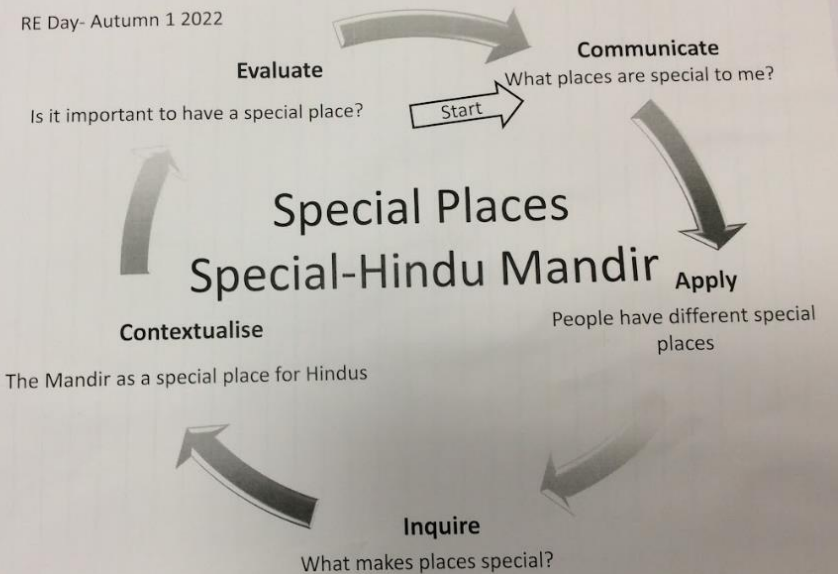 RE Day- Autumn 1 2022
Evaluate
Is it important to have a special place?
Start
Communicate
What places are special to me?
Special Places
Special-Hindu Mandir
Apply
People have different special
places
Contextualise
The Mandir as a special place for Hindus
Inquire
What makes places special?